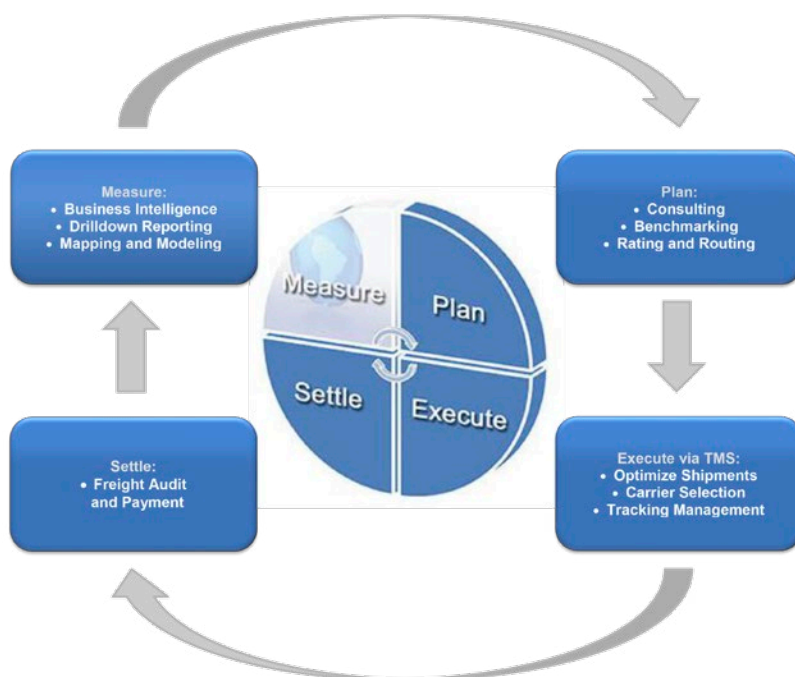 Measure:
• Business Intelligence
• Drilldown Reporting
• Mapping and Modeling
Plan:
• Consulting
• Benchmarking
• Rating and Routing
Measure
Plan
Settle
Execute
Settle:
• Freight Audit
and Payment
Execute via TMS:
• Optimize Shipments
• Carrier Selection
• Tracking Management